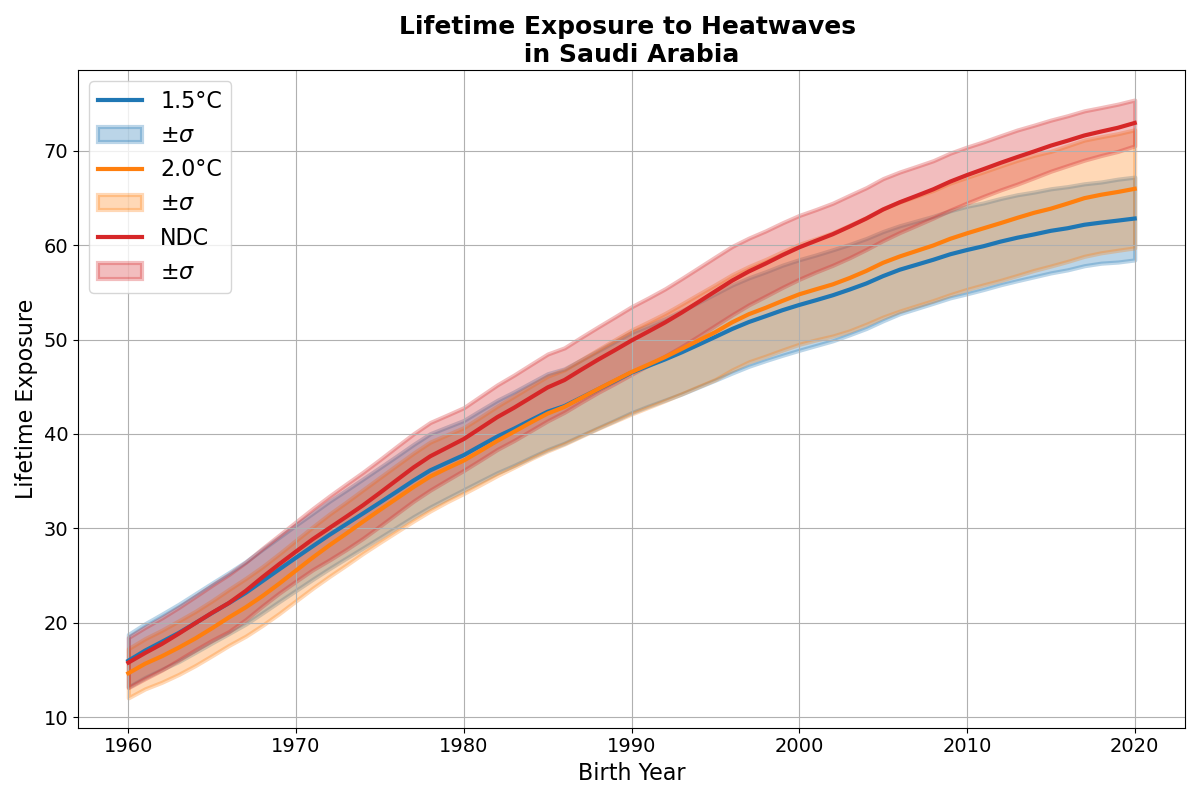 Lifetime Exposure to Heatwaves
in Saudi Arabia
1.5°C
±σ
2.0°C
±σ
NDC
±σ
Lifetime Exposure
70
60
50
40
30
20
10
1960 1970 1980 1990 2000 2010 2020
Birth Year